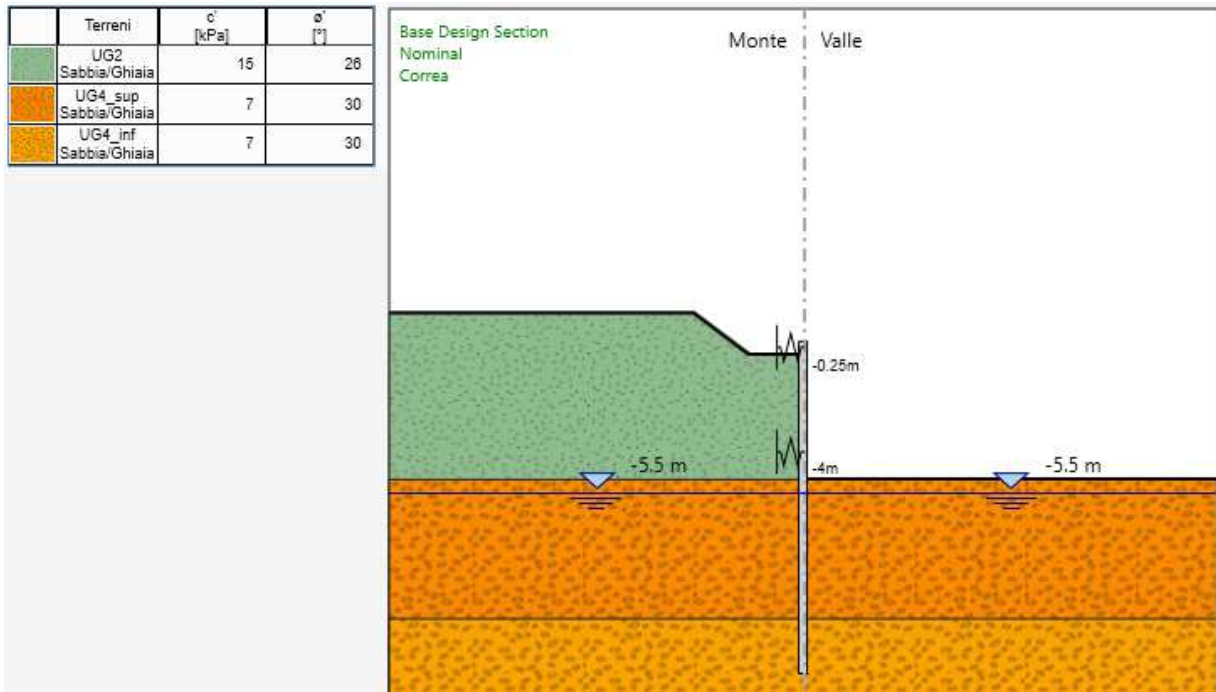 Terreni c' ø'
[kPa] [°]
UG2
Sabbia/Ghiaia 15 26
UG4_sup
Sabbia/Ghiaia 7 30
UG4_inf
Sabbia/Ghiaia 7 30
Base Design Section
Nominal
Correa
Monte Valle
-0.25m
-5.5 m -4m -5.5 m